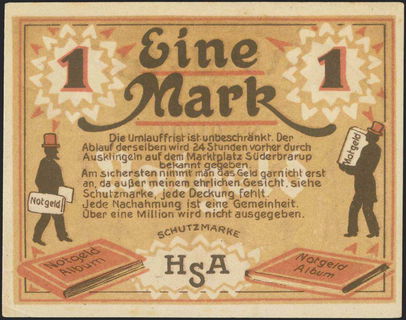 1 Eine 1
Mark
Die Umlauffrist ist unbeschränkt. Der
Ablauf derselben wird 24 Stunden vorher durch
Ausklingeln auf dem Marktplatz Süderbrarup
bekannt gegeben.
Am sichersten nimmt man das Geld garnicht erst
an, da außer meinem ehrlichen Gesicht, siehe
Schutzmarke, jede Deckung fehlt.
Jede Nachahmung ist eine Gemeinheit.
Über eine Million wird nicht ausgegeben.
Notgeld
Notgeld
SCHUTZMARKE
HSA
Notgeld
Album
Notgeld
Album